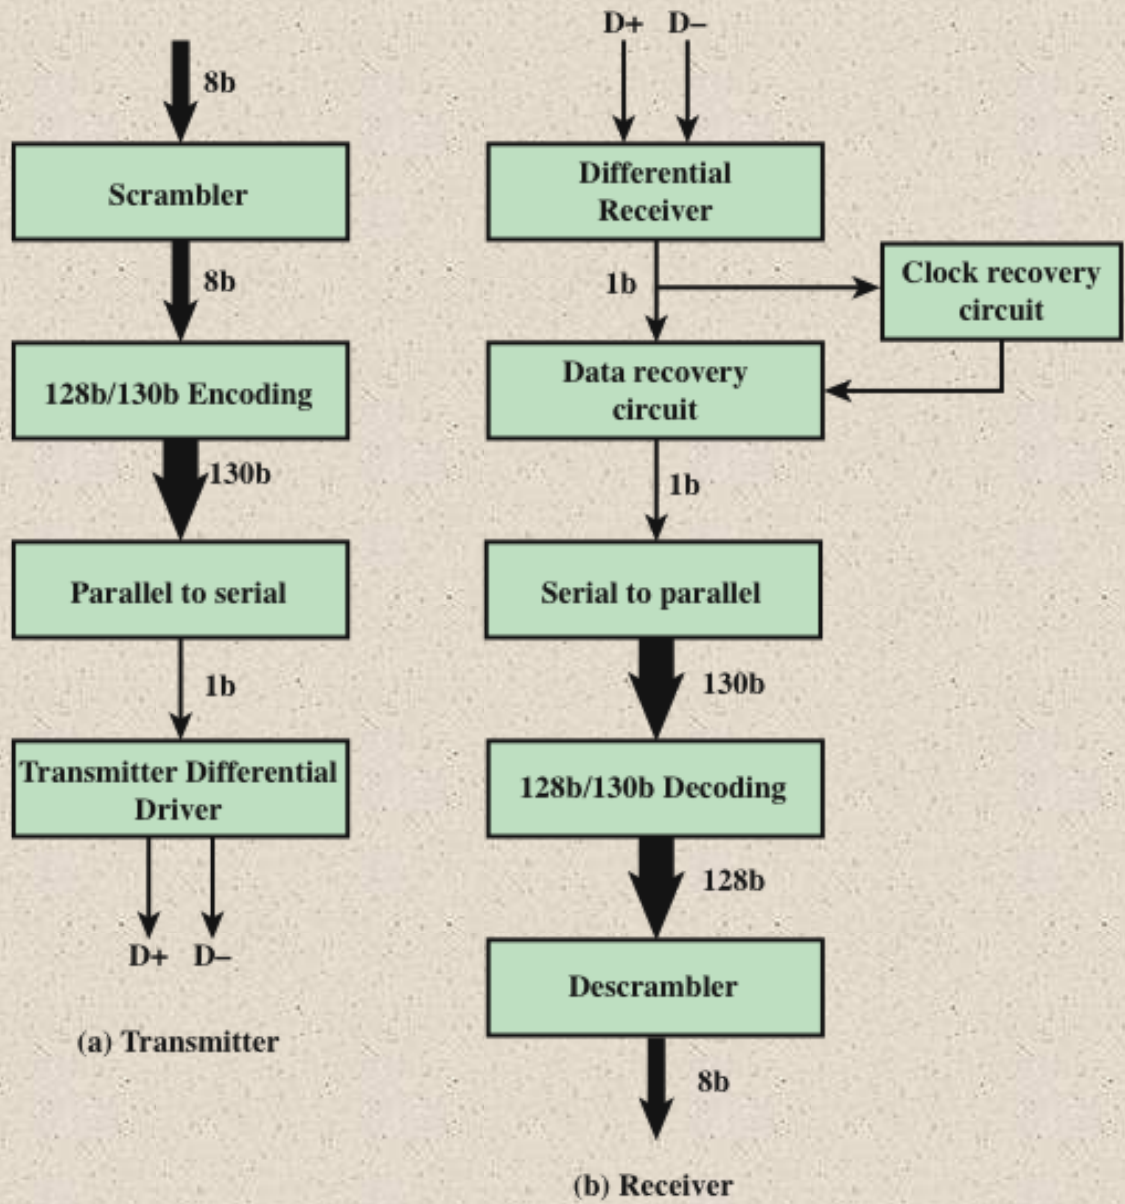 8b
Scrambler
8b
128b/130b Encoding
130b
Parallel to serial
1b
Transmitter Differential
Driver
D+ D–
(a) Transmitter
D+ D–
Differential
Receiver
1b
Clock recovery
circuit
Data recovery
circuit
1b
Serial to parallel
130b
128b/130b Decoding
128b
Descrambler
8b
(b) Receiver